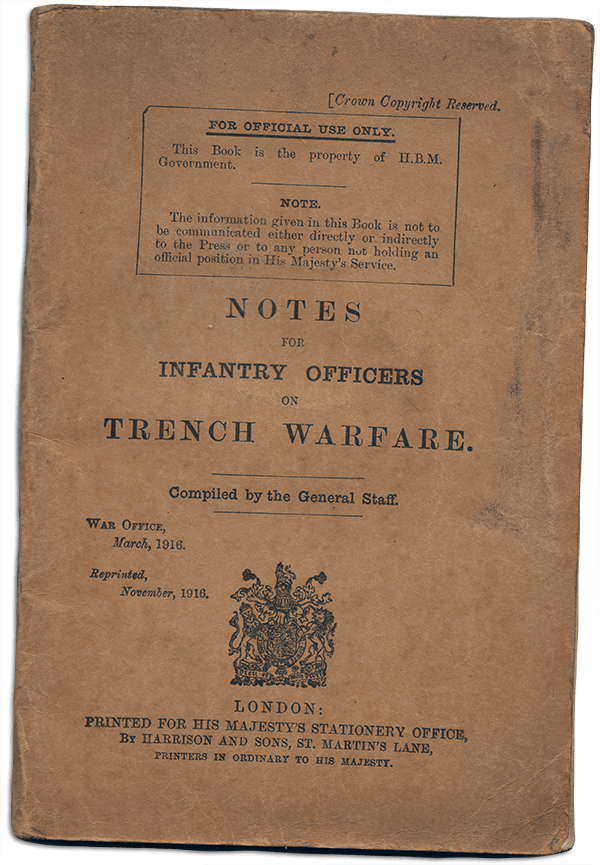 [Crown Copyright Reserved.
FOR OFFICIAL USE ONLY.
This Book is the property of H.B.M.
Government.
NOTE.
The information given in this Book is not to
be communicated either directly or indirectly
to the Press or to any person not holding an
official position in His Majesty's Service.
NOTES
FOR
INFANTRY OFFICERS
ON
TRENCH WARFARE.
Compiled by the General Staff.
WAR OFFICE,
March, 1916.
Reprinted,
November, 1916.
LONDON:
PRINTED FOR HIS MAJESTY'S STATIONERY OFFICE,
By HARRISON AND SONS, ST. MARTIN'S LANE,
PRINTERS IN ORDINARY TO HIS MAJESTY.